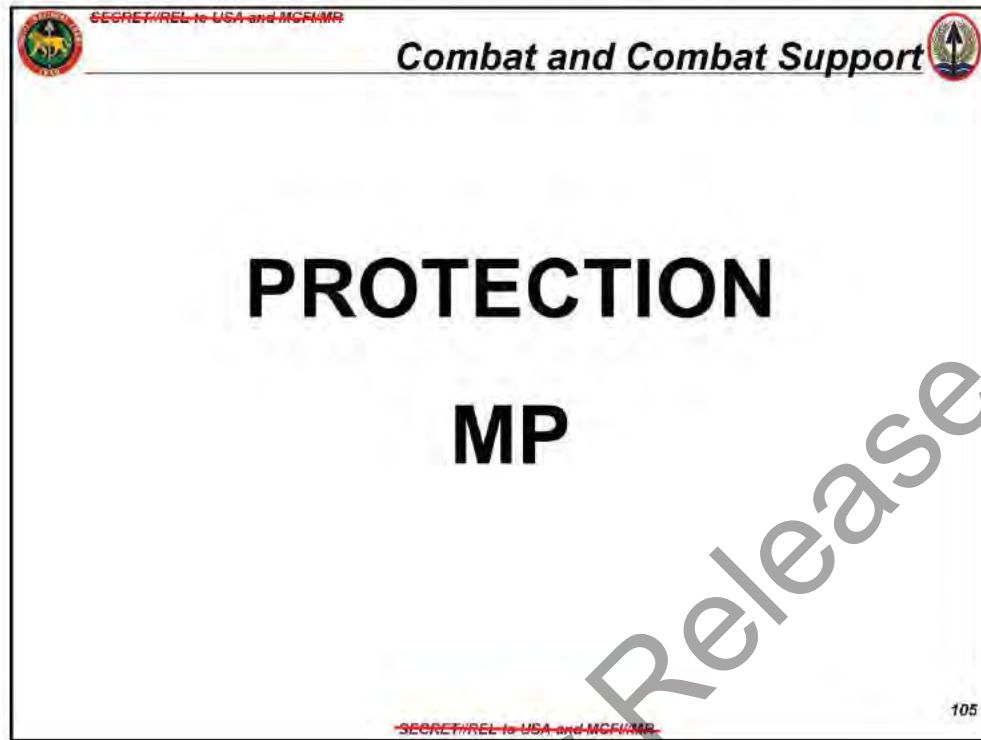 SECRET//REL to USA and MCFI//MR
Combat and Combat Support
PROTECTION
MP
Release
105
SECRET//REL to USA and MCFI//MR